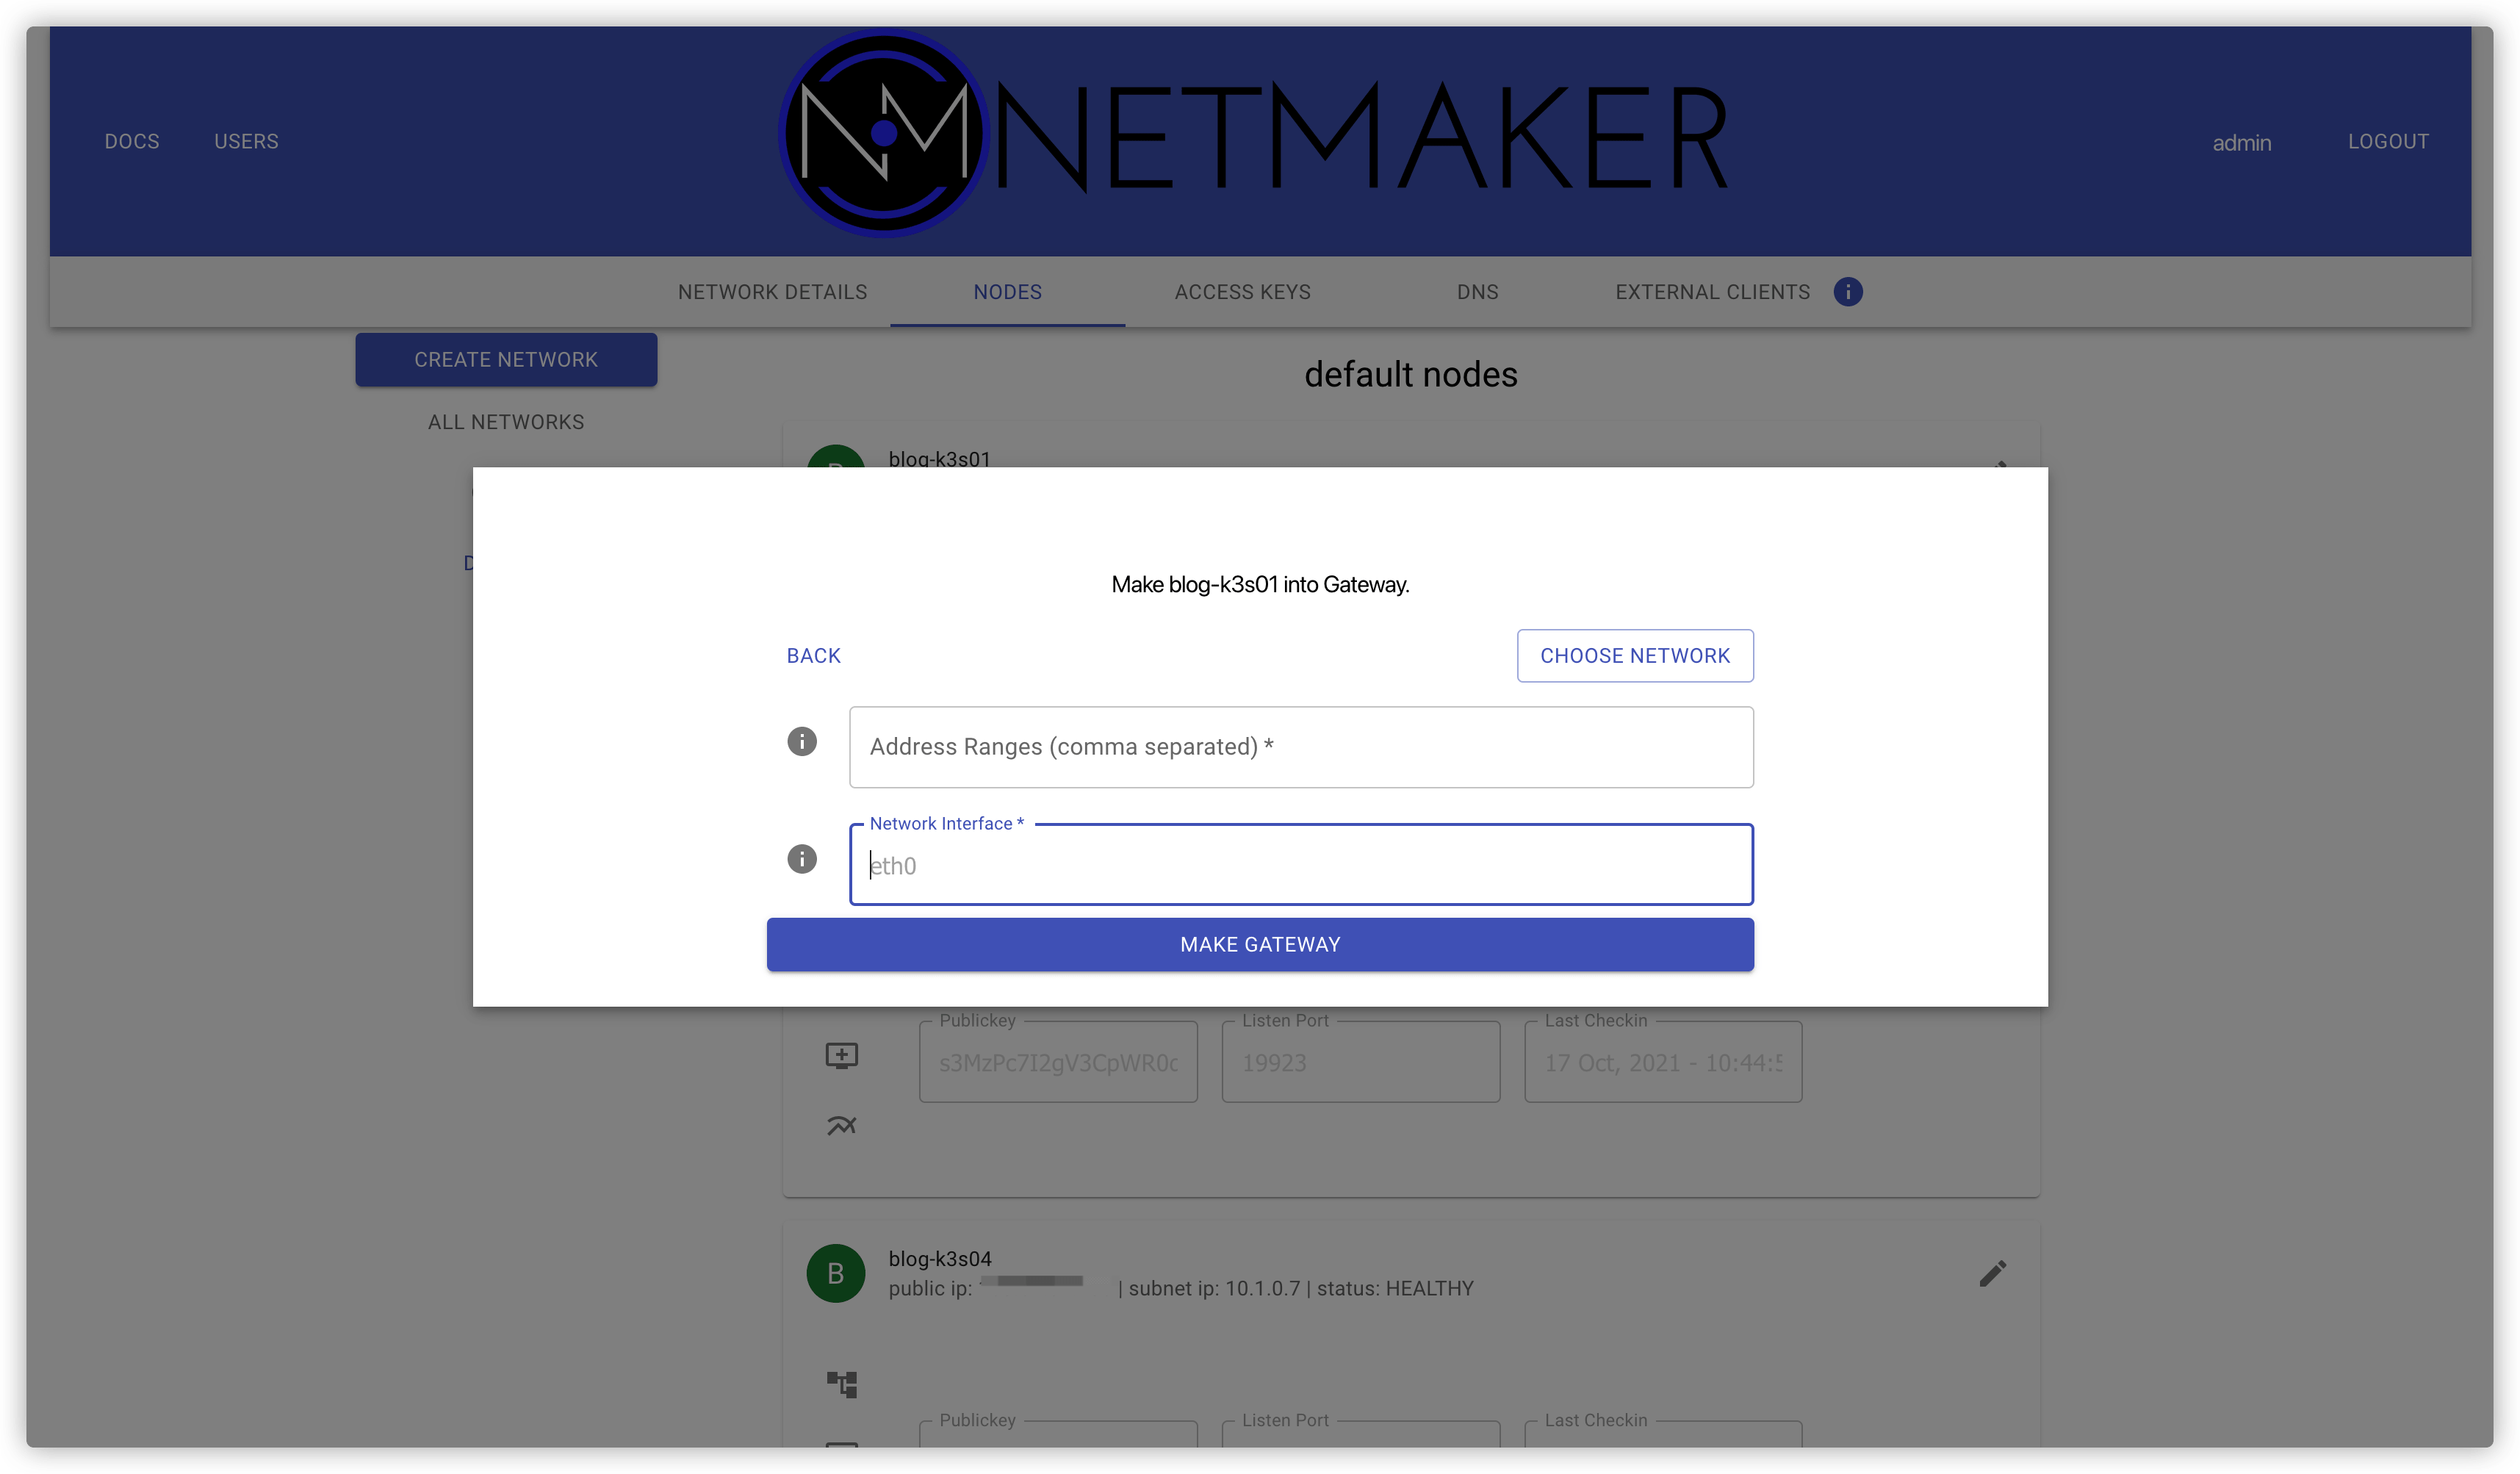 DOCS
USERS
NM NETMAKER
admin
LOGOUT
NETWORK DETAILS
NODES
ACCESS KEYS
DNS
EXTERNAL CLIENTS
CREATE NETWORK
default nodes
ALL NETWORKS
blog-k3s01
Make blog-k3s01 into Gateway.
BACK
CHOOSE NETWORK
Address Ranges (comma separated) *
Network Interface *
eth0
MAKE GATEWAY
Publickey
Listen Port
Last Checkin
19923
17 Oct, 2021 - 10:44:5
B
blog-k3s04
public ip:
| subnet ip: 10.1.0.7 | status: HEALTHY
Publickey
Listen Port
Last Checkin